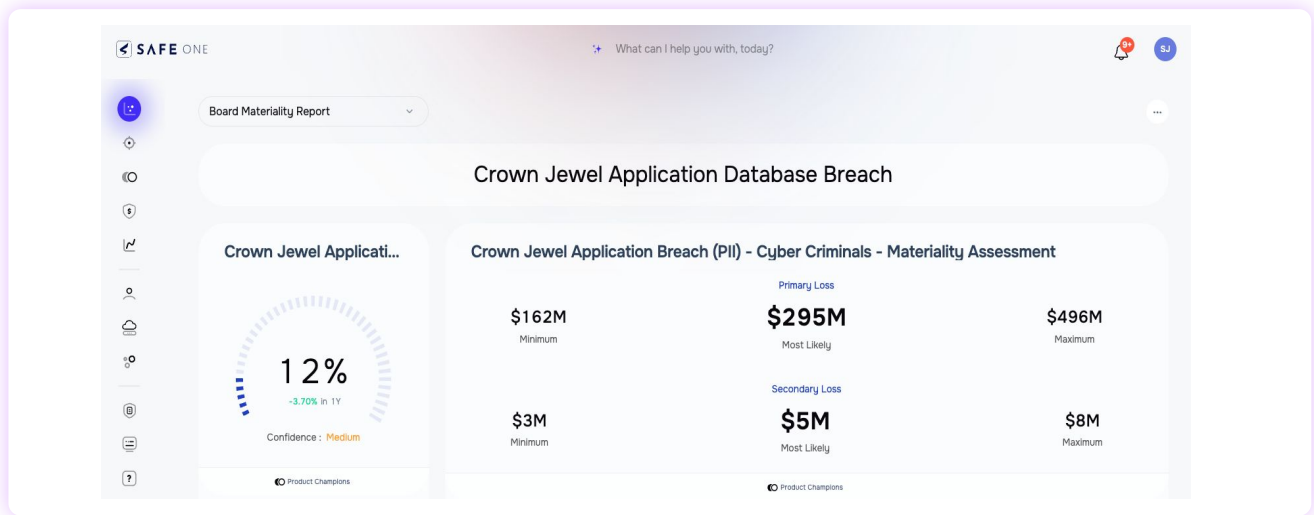 SAFE ONE
What can I help you with, today?
9+
SJ
Board Materiality Report
...
Crown Jewel Application Database Breach
Crown Jewel Applicati...
12%
-3.70% in 1Y
Confidence : Medium
Product Champions
Crown Jewel Application Breach (PII) - Cyber Criminals - Materiality Assessment
Primary Loss
$162M
Minimum
$295M
Most Likely
$496M
Maximum
Secondary Loss
$3M
Minimum
$5M
Most Likely
$8M
Maximum
Product Champions
$
?